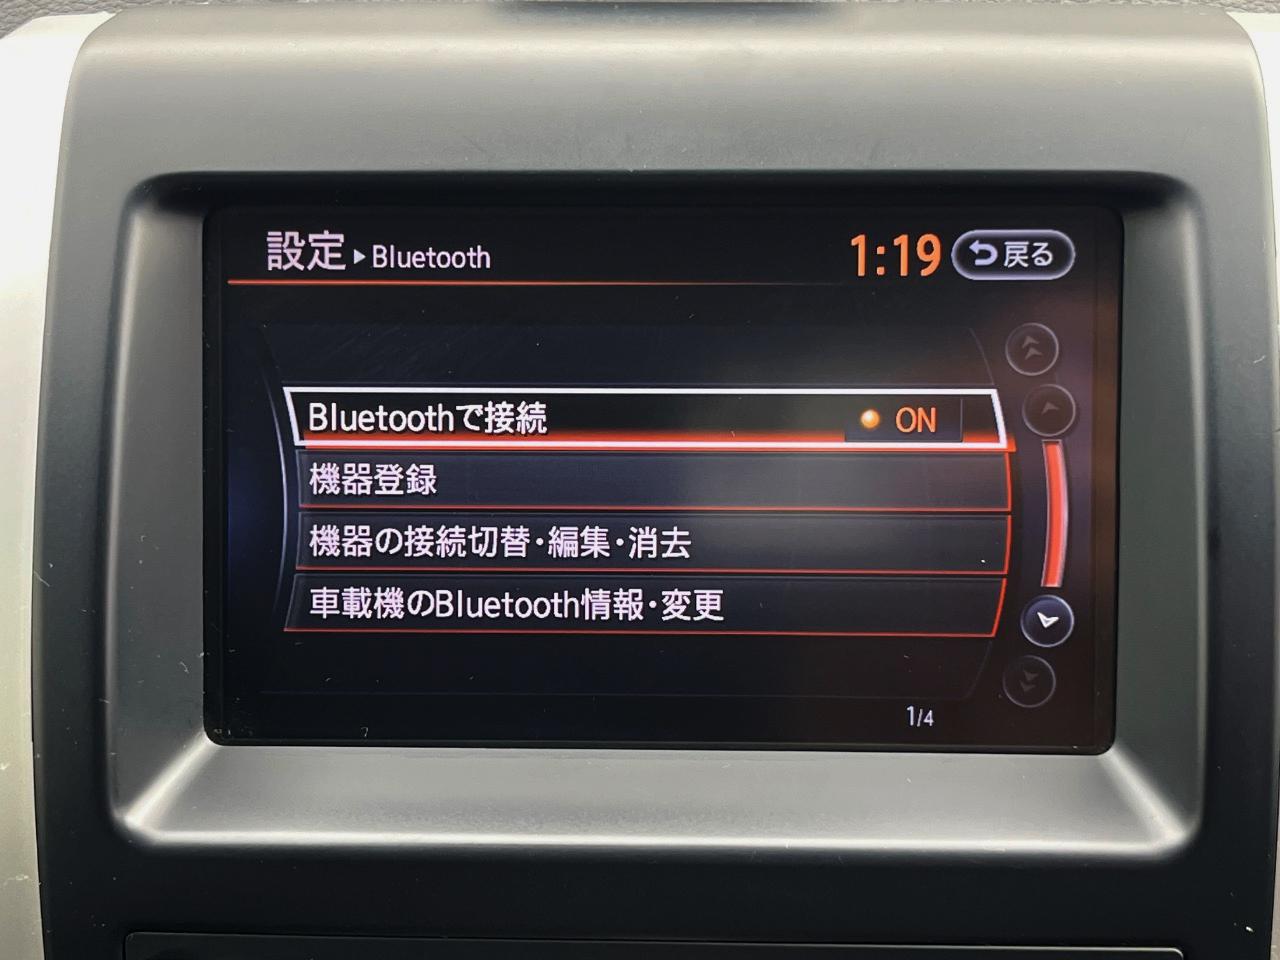 設定▶Bluetooth 1:19 戻る
Bluetoothで接続 ON
機器登録
機器の接続切替・編集・消去
車載機のBluetooth情報・変更
1/4